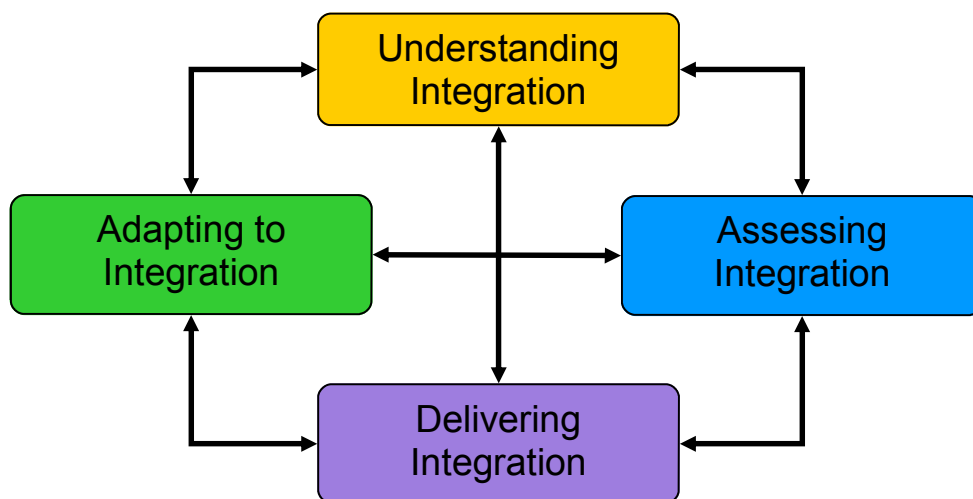 Understanding
Integration
Adapting to
Integration
Assessing
Integration
Delivering
Integration